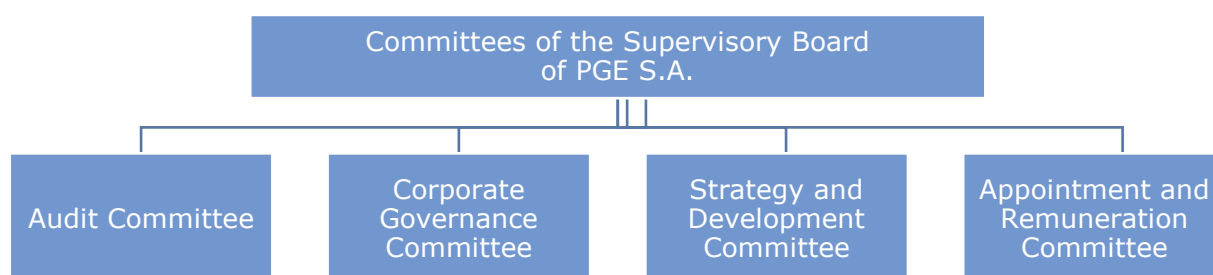 Committees of the Supervisory Board
of PGE S.A.
Audit Committee
Corporate
Governance
Committee
Strategy and
Development
Committee
Appointment and
Remuneration
Committee